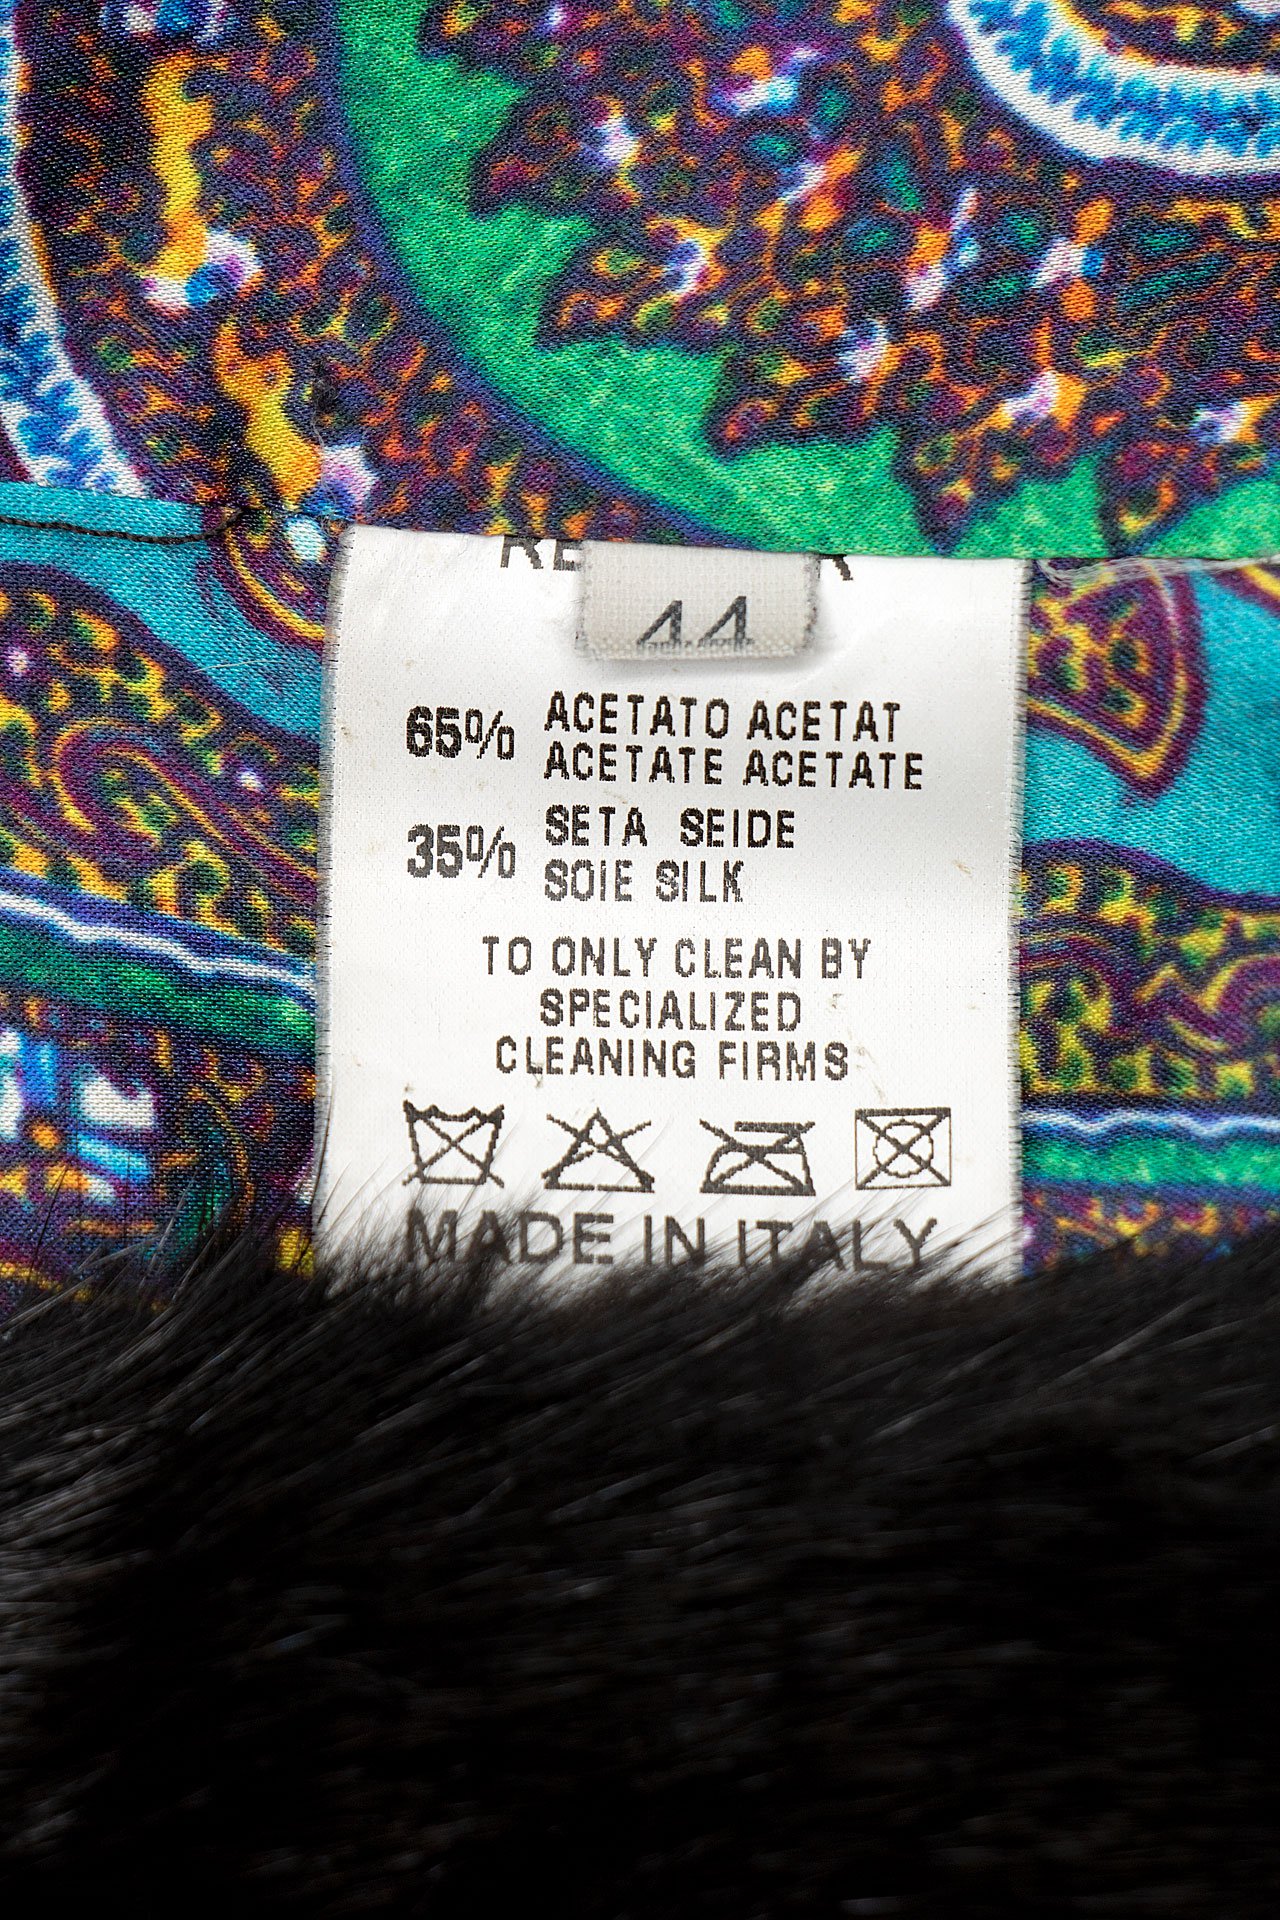 44
65% ACETATO ACETAT
ACETATE ACETATE
35% SETA SEIDE
SOIE SILK
TO ONLY CLEAN BY
SPECIALIZED
CLEANING FIRMS
MADE IN ITALY